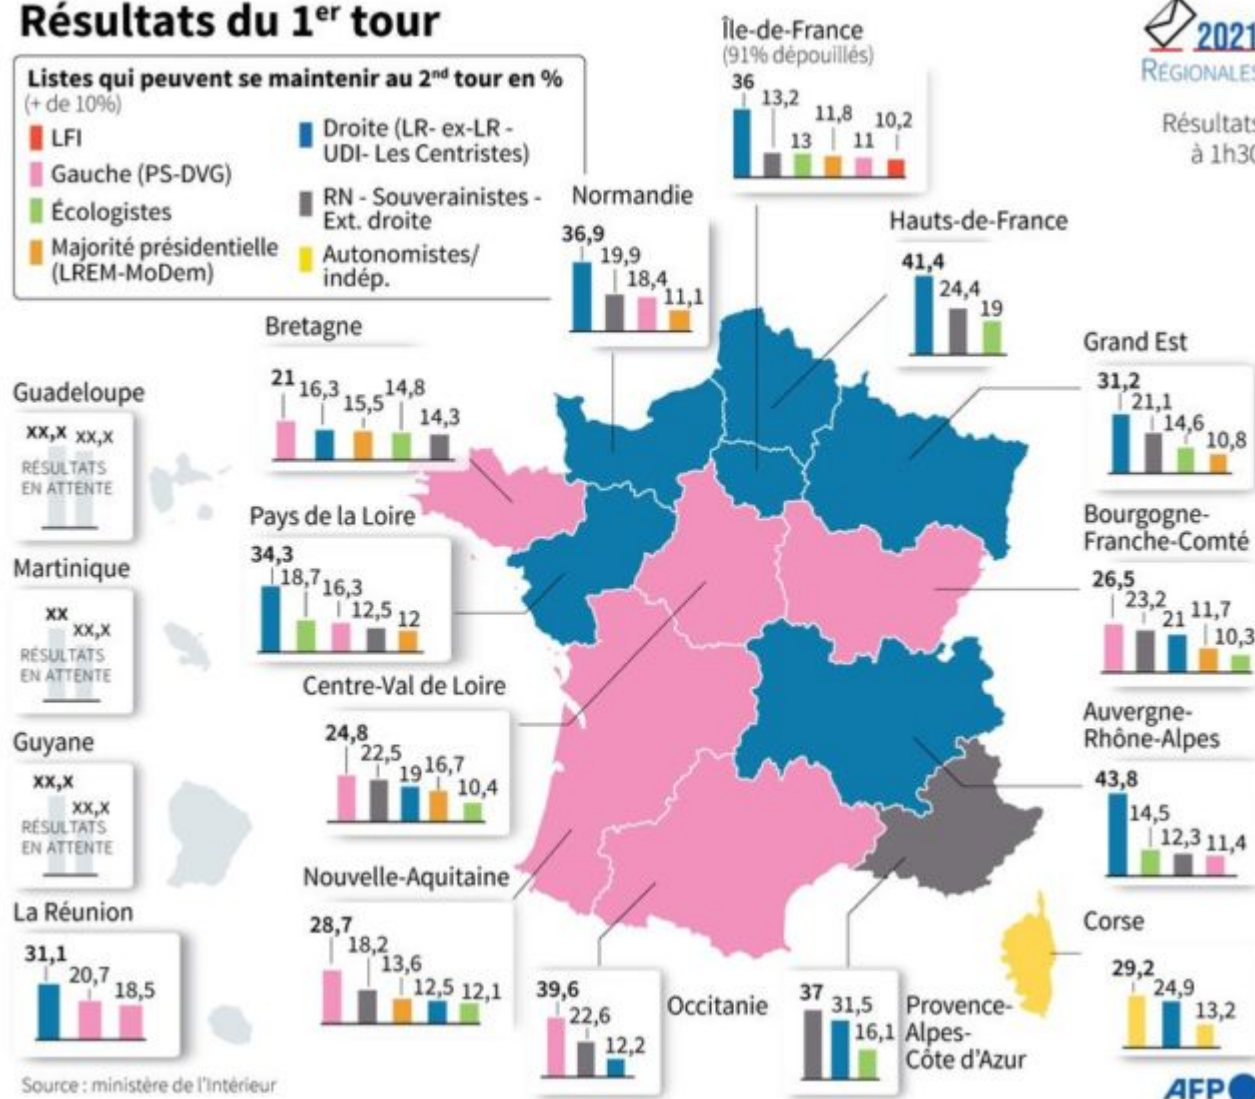 Résultats du 1er tour
Listes qui peuvent se maintenir au 2nd tour en %
(+ de 10%)
LFI
Gauche (PS-DVG)
Écologistes
Majorité présidentielle
(LREM-MoDem)
Droite (LR- ex-LR -
UDI- Les Centristes)
RN - Souverainistes -
Ext. droite
Autonomistes/
indép.
2021
RÉGIONALES
Résultats
à 1h30
Île-de-France
(91% dépouillés)
36
13,2
13
11,8
11
10,2
Normandie
36,9
19,9
18,4
11,1
Hauts-de-France
41,4
24,4
19
Bretagne
21
16,3
15,5
14,8
14,3
Grand Est
31,2
21,1
14,6
10,8
Guadeloupe
xx,x xx,x
RÉSULTATS
EN ATTENTE
Pays de la Loire
34,3
18,7
16,3
12,5
12
Bourgogne-
Franche-Comté
26,5
23,2
21
11,7
10,3
Martinique
xx
xx,x
RÉSULTATS
EN ATTENTE
Centre-Val de Loire
24,8
22,5
19
16,7
10,4
Auvergne-
Rhône-Alpes
43,8
14,5
12,3
11,4
Guyane
xx,x
xx,x
RÉSULTATS
EN ATTENTE
Nouvelle-Aquitaine
28,7
18,2
13,6
12,5
12,1
La Réunion
31,1
20,7
18,5
Occitanie
39,6
22,6
12,2
Provence-
Alpes-
Côte d'Azur
37
31,5
16,1
Corse
29,2
24,9
13,2
Source : ministère de l'Intérieur
AFP